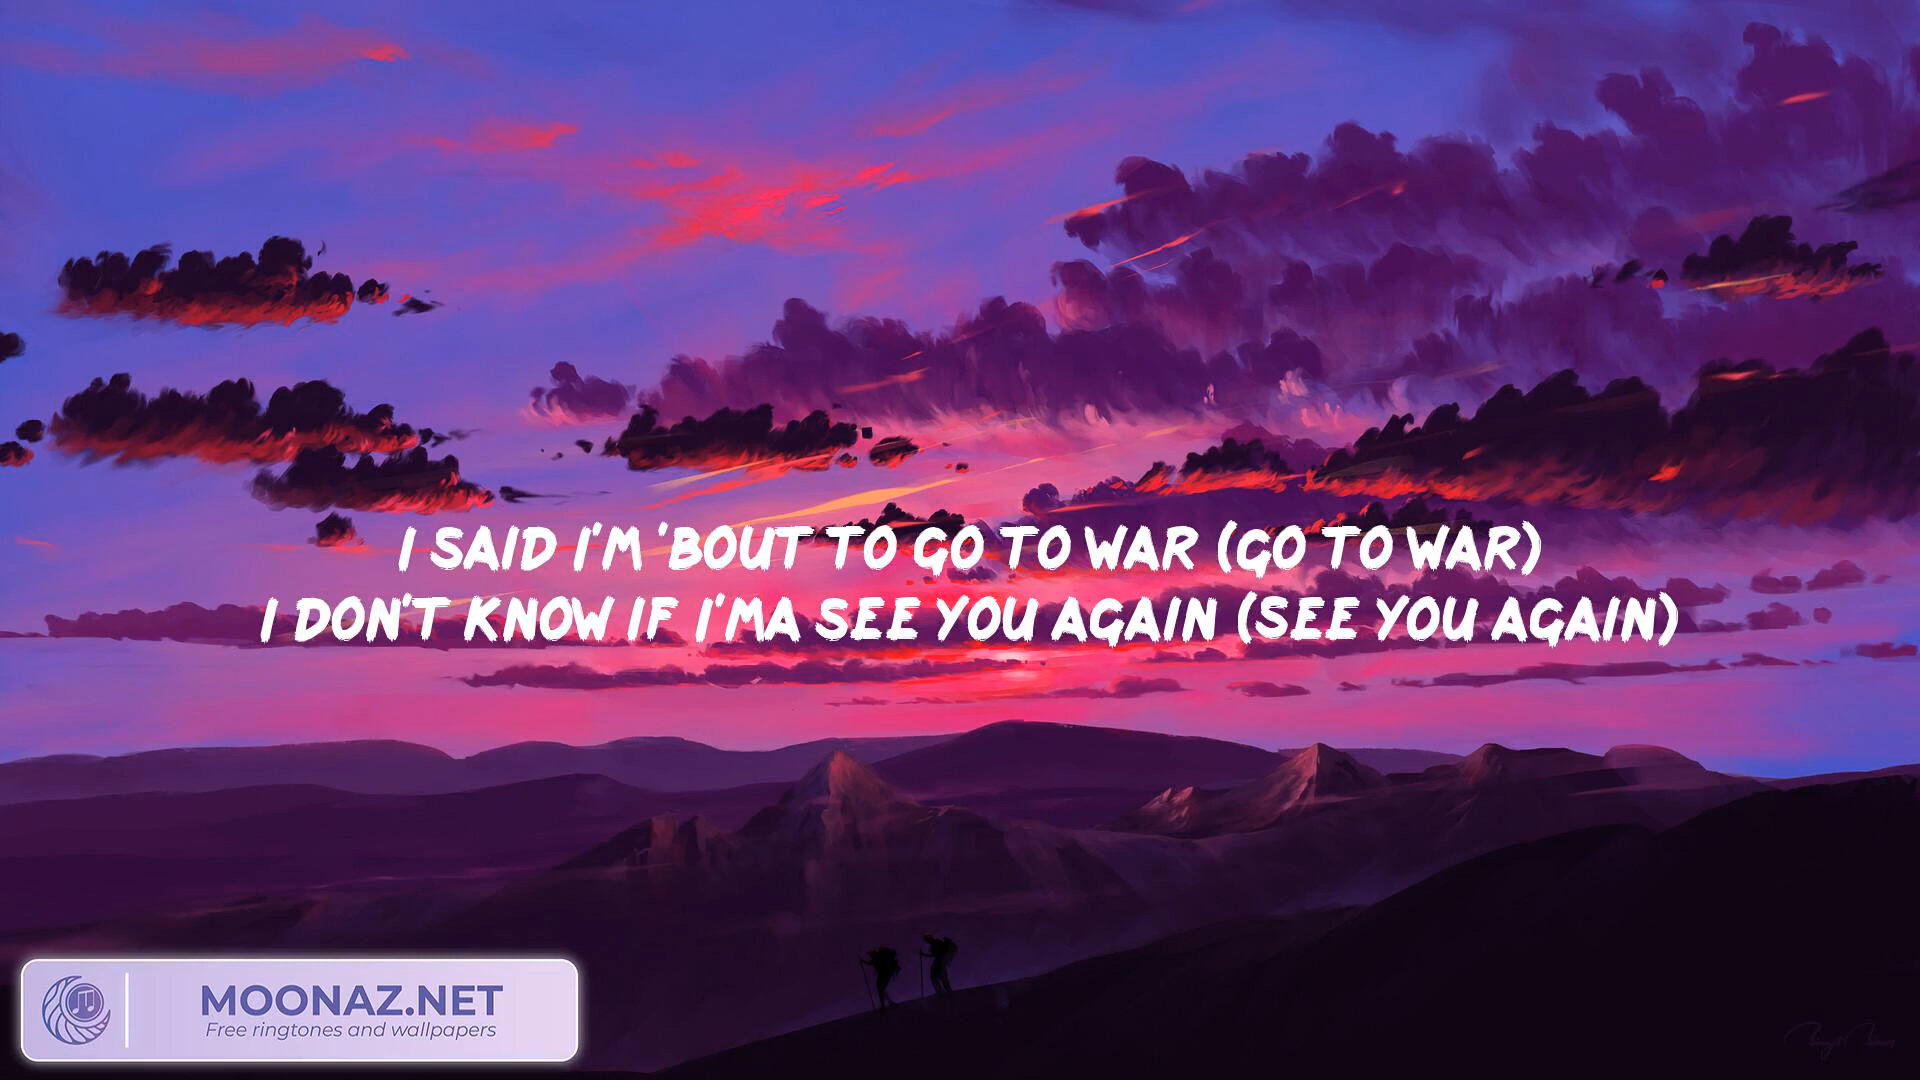 I SAID I'M 'BOUT TO GO TO WAR (GO TO WAR)
I DON'T KNOW IF I'MA SEE YOU AGAIN (SEE YOU AGAIN)
MOONAZ.NET
Free ringtones and wallpapers